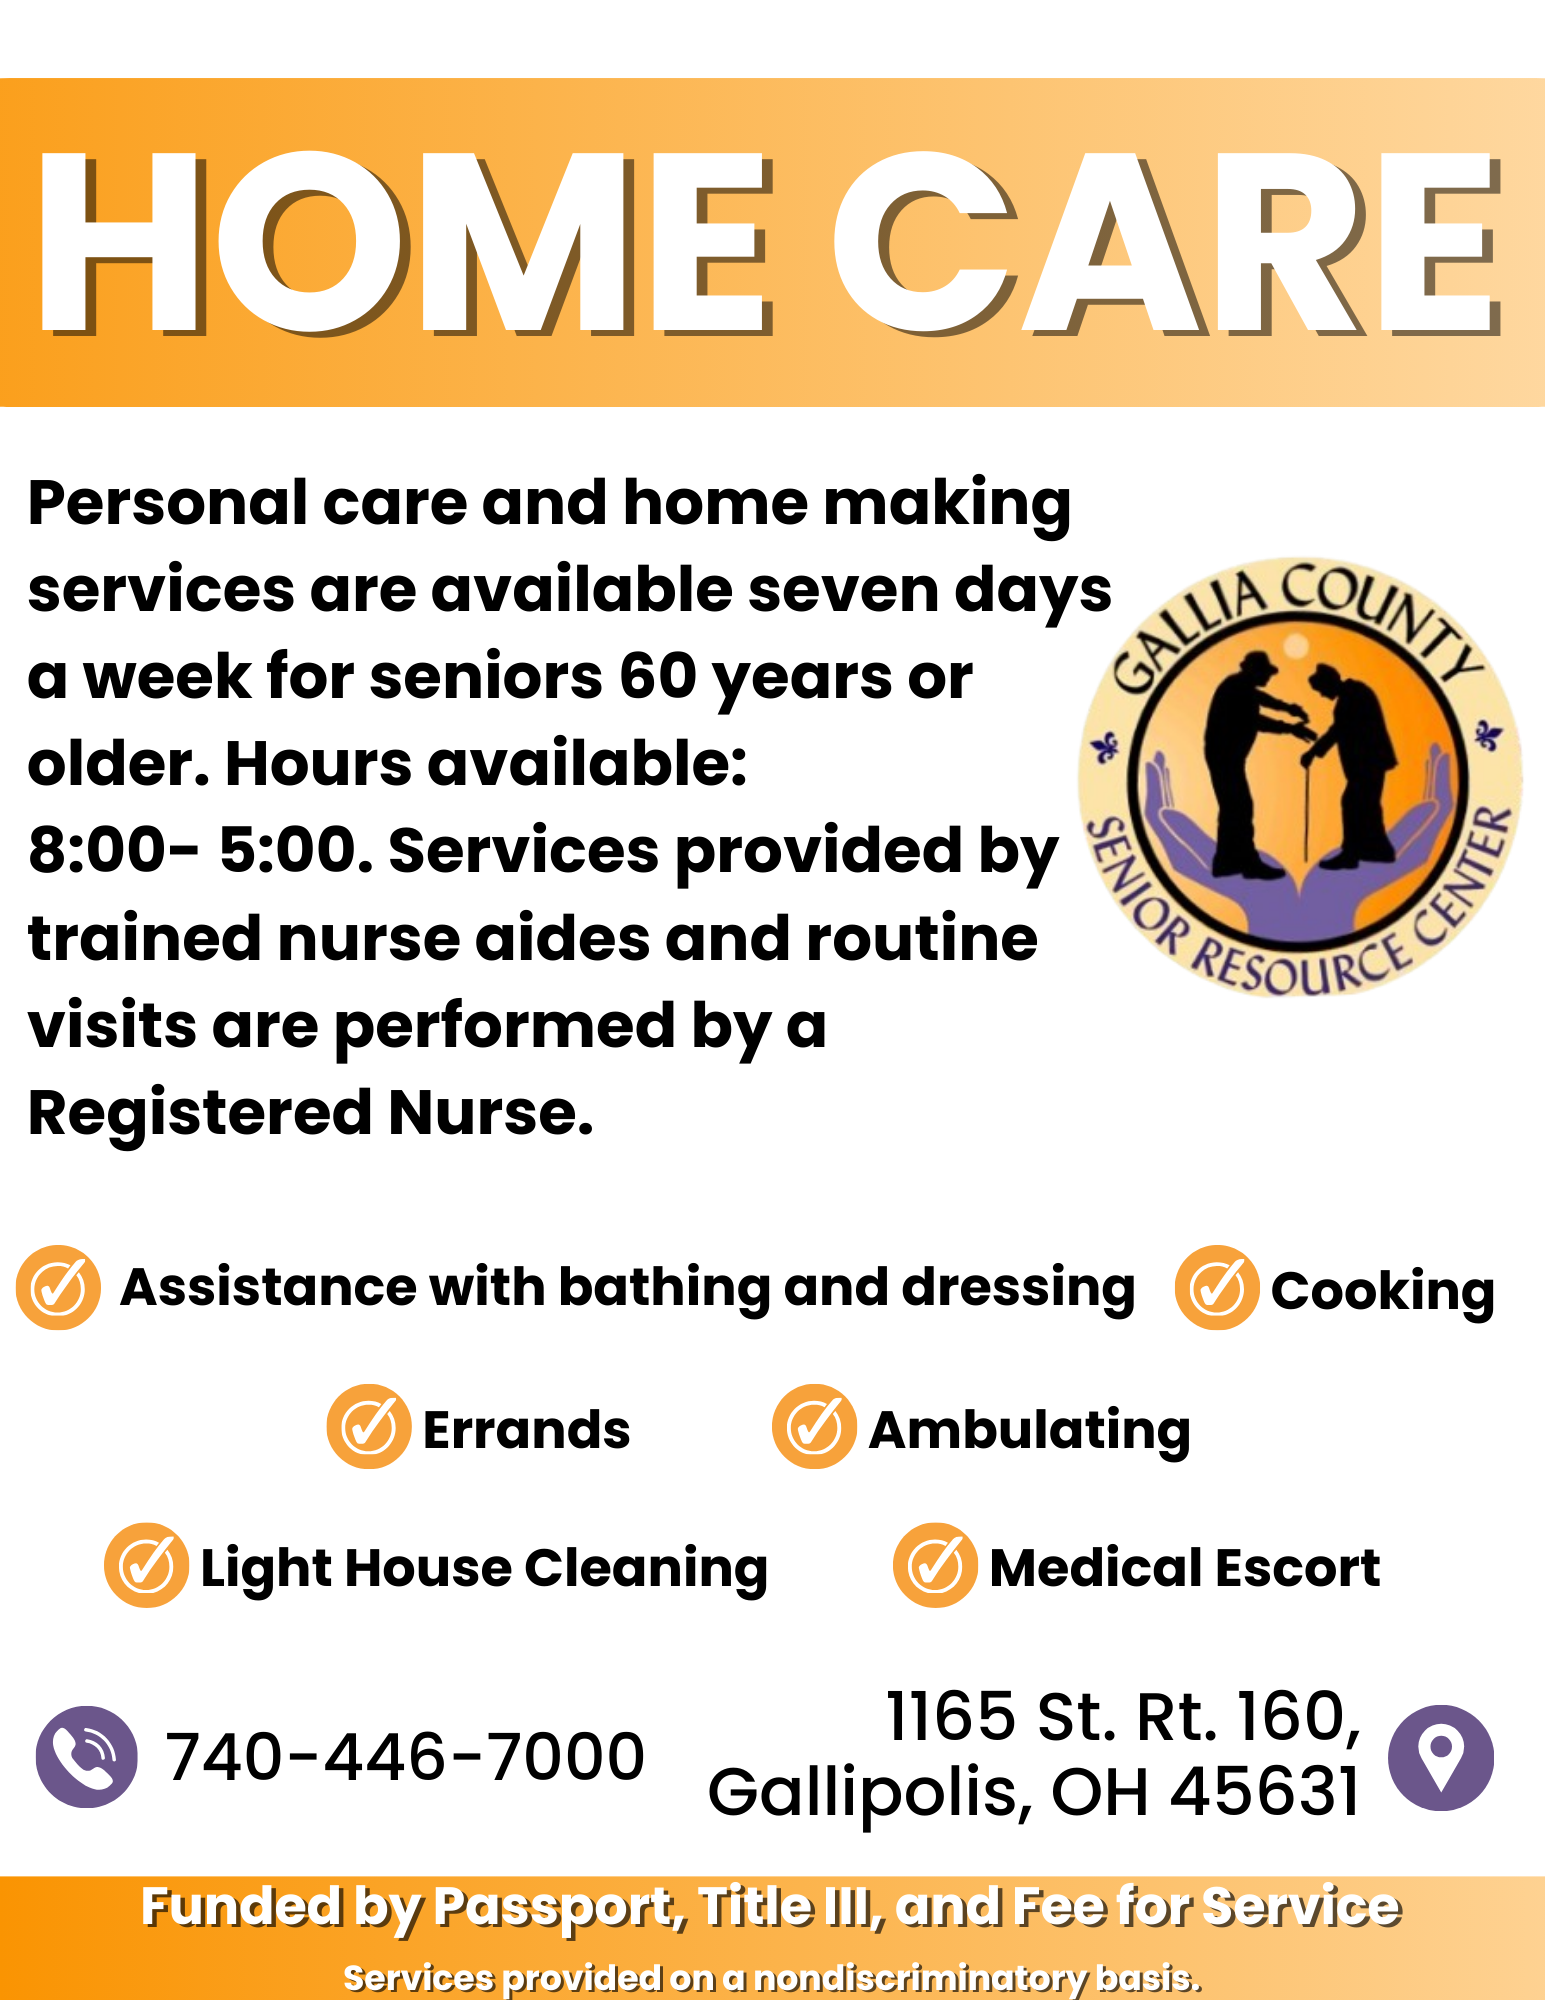 HOME CARE
Personal care and home making
services are available seven days
a week for seniors 60 years or
older. Hours available:
8:00- 5:00. Services provided by
trained nurse aides and routine
visits are performed by a
Registered Nurse.
GALLIA COUNTY
SENIOR RESOURCE CENTER
Assistance with bathing and dressing
Cooking
Errands
Ambulating
Light House Cleaning
Medical Escort
740-446-7000
1165 St. Rt. 160,
Gallipolis, OH 45631
Funded by Passport, Title III, and Fee for Service
Services provided on a nondiscriminatory basis.